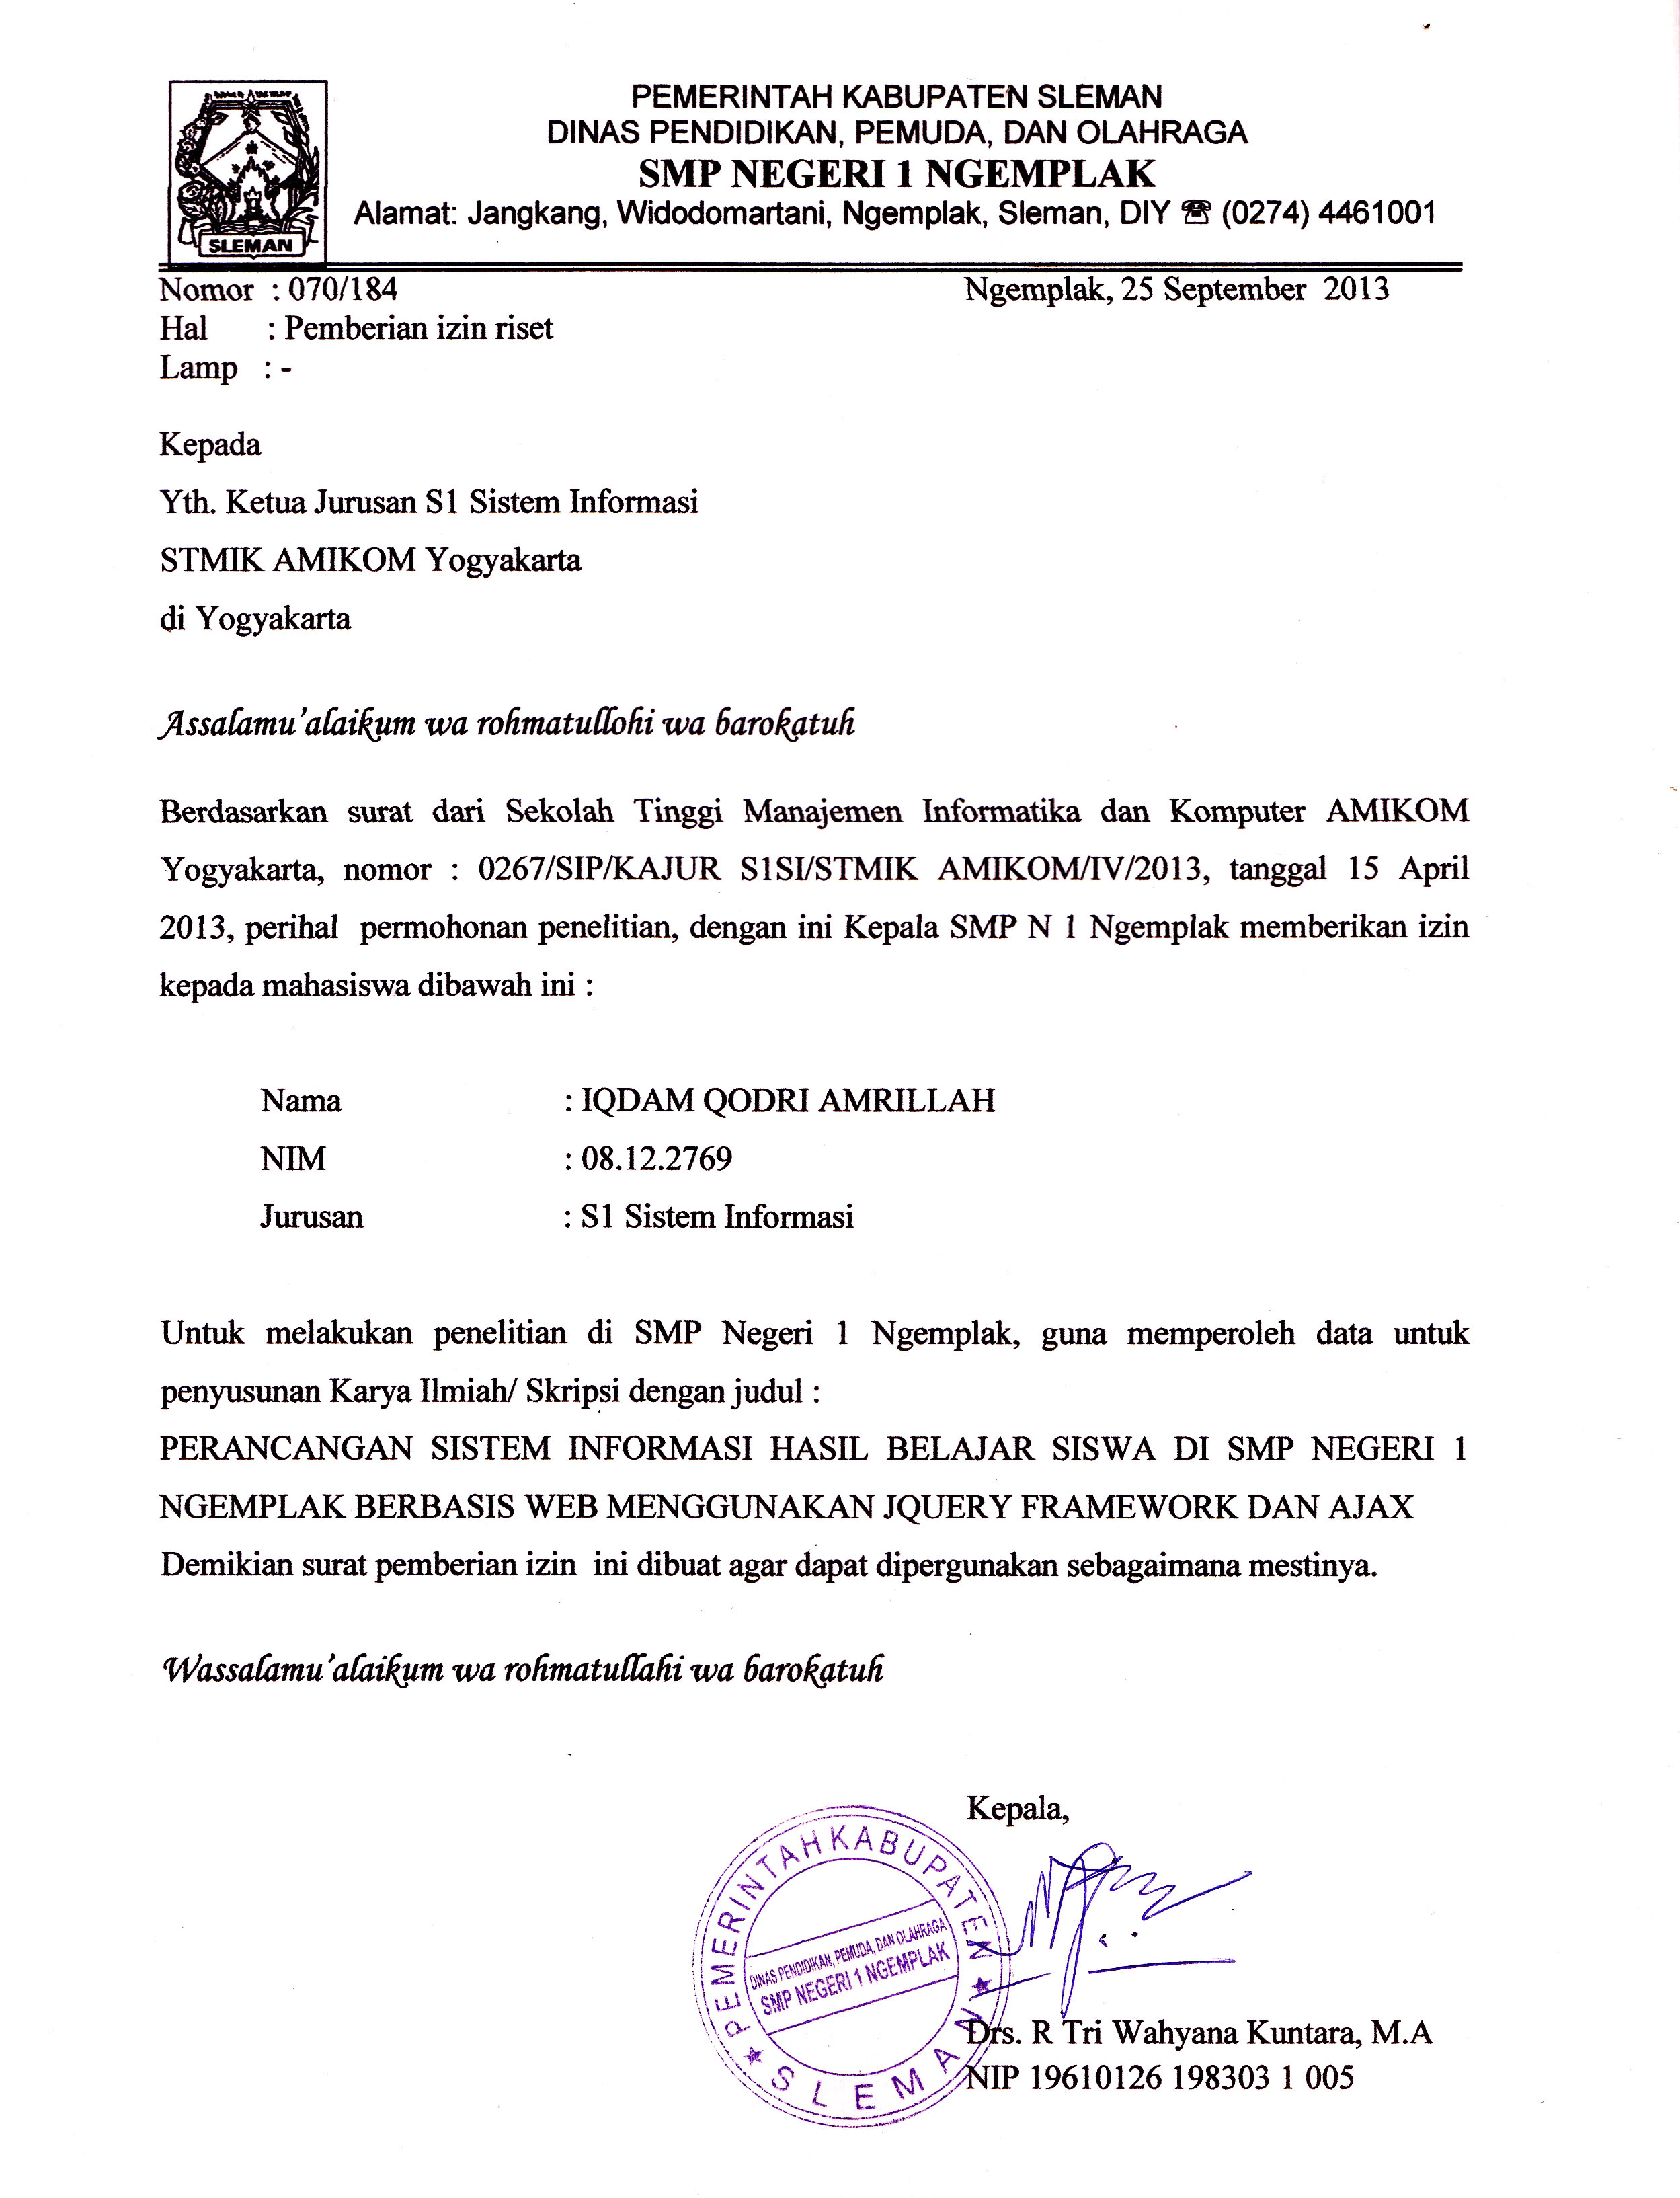 PEMERINTAH KABUPATEN SLEMAN
DINAS PENDIDIKAN, PEMUDA, DAN OLAHRAGA
SMP NEGERI 1 NGEMPLAK
Alamat: Jangkang, Widodomartani, Ngemplak, Sleman, DIY ☎ (0274) 4461001
SLEMAN
Nomor : 070/184 Ngemplak, 25 September 2013
Hal : Pemberian izin riset
Lamp : -
Kepada
Yth. Ketua Jurusan S1 Sistem Informasi
STMIK AMIKOM Yogyakarta
di Yogyakarta
Assalamu'alaikum wa rohmatullohi wa barokatuh
Berdasarkan surat dari Sekolah Tinggi Manajemen Informatika dan Komputer AMIKOM
Yogyakarta, nomor : 0267/SIP/KAJUR S1SI/STMIK AMIKOM/IV/2013, tanggal 15 April
2013, perihal permohonan penelitian, dengan ini Kepala SMP N 1 Ngemplak memberikan izin
kepada mahasiswa dibawah ini :
Nama : IQDAM QODRI AMRILLAH
NIM : 08.12.2769
Jurusan : S1 Sistem Informasi
Untuk melakukan penelitian di SMP Negeri 1 Ngemplak, guna memperoleh data untuk
penyusunan Karya Ilmiah/ Skripsi dengan judul :
PERANCANGAN SISTEM INFORMASI HASIL BELAJAR SISWA DI SMP NEGERI 1
NGEMPLAK BERBASIS WEB MENGGUNAKAN JQUERY FRAMEWORK DAN AJAX
Demikian surat pemberian izin ini dibuat agar dapat dipergunakan sebagaimana mestinya.
Wassalamu'alaikum wa rohmatullahi wa barokatuh
Kepala,
PEMERINTAH KABUPATEN
DINAS PENDIDIKAN, PEMUDA, DAN OLAHRAGA
SMP NEGERI 1 NGEMPLAK
SLEMAN
Drs. R Tri Wahyana Kuntara, M.A
NIP 19610126 198303 1 005